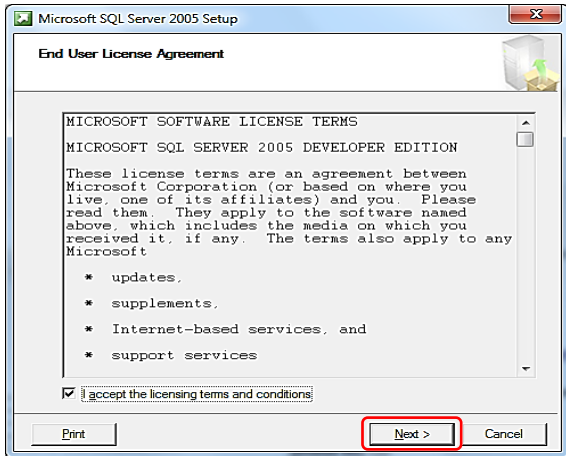 Microsoft SQL Server 2005 Setup
End User License Agreement
MICROSOFT SOFTWARE LICENSE TERMS
MICROSOFT SQL SERVER 2005 DEVELOPER EDITION
These license terms are an agreement between
Microsoft Corporation (or based on where you
live, one of its affiliates) and you. Please
read them. They apply to the software named
above, which includes the media on which you
received it, if any. The terms also apply to any
Microsoft
* updates,
* supplements,
* Internet-based services, and
* support services
I accept the licensing terms and conditions
Print
Next >
Cancel